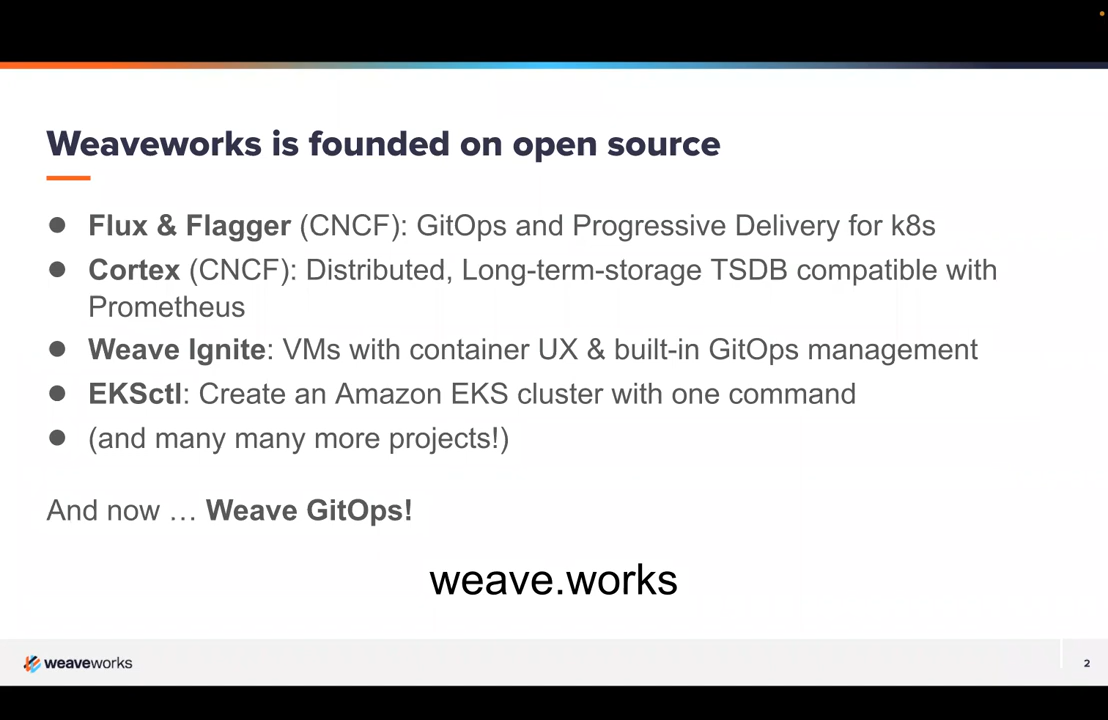 Weaveworks is founded on open source
● Flux & Flagger (CNCF): GitOps and Progressive Delivery for k8s
● Cortex (CNCF): Distributed, Long-term-storage TSDB compatible with
Prometheus
● Weave Ignite: VMs with container UX & built-in GitOps management
● EKSctl: Create an Amazon EKS cluster with one command
● (and many many more projects!)
And now … Weave GitOps!
weave.works
weaveworks
2